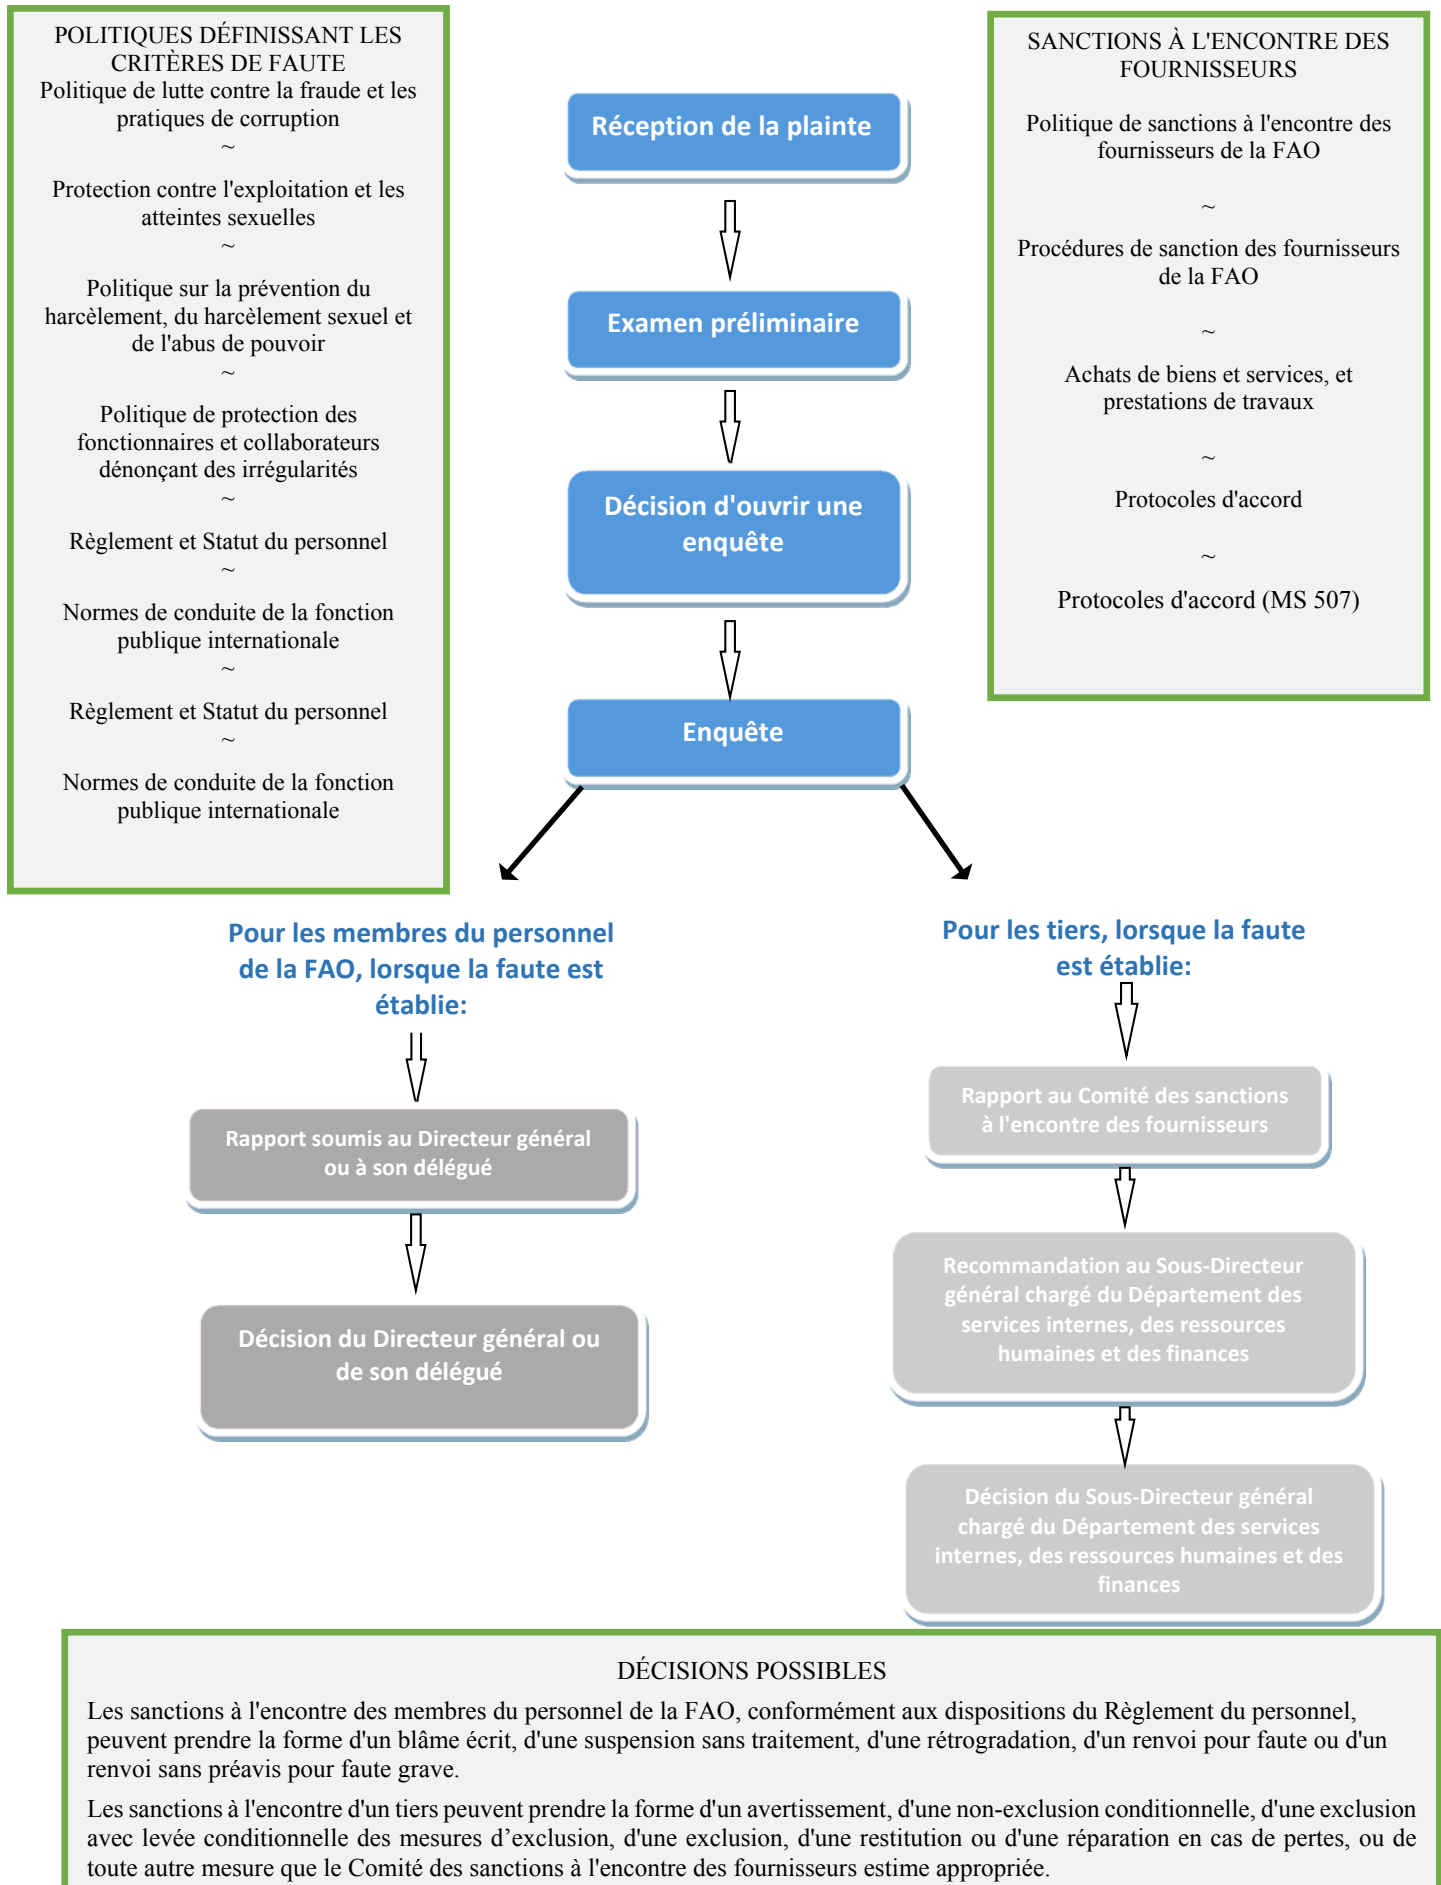 POLITIQUES DÉFINISSANT LES
CRITÈRES DE FAUTE
Politique de lutte contre la fraude et les
pratiques de corruption
~
Protection contre l'exploitation et les
atteintes sexuelles
~
Politique sur la prévention du
harcèlement, du harcèlement sexuel et
de l'abus de pouvoir
~
Politique de protection des
fonctionnaires et collaborateurs
dénonçant des irrégularités
~
Règlement et Statut du personnel
~
Normes de conduite de la fonction
publique internationale
~
Règlement et Statut du personnel
~
Normes de conduite de la fonction
publique internationale
Réception de la plainte
Examen préliminaire
Décision d'ouvrir une
enquête
Enquête
SANCTIONS À L'ENCONTRE DES
FOURNISSEURS
Politique de sanctions à l'encontre des
fournisseurs de la FAO
~
Procédures de sanction des fournisseurs
de la FAO
~
Achats de biens et services, et
prestations de travaux
~
Protocoles d'accord
~
Protocoles d'accord (MS 507)
Pour les membres du personnel
de la FAO, lorsque la faute est
établie:
Rapport soumis au Directeur général
ou à son délégué
Décision du Directeur général ou
de son délégué
Pour les tiers, lorsque la faute
est établie:
Rapport au Comité des sanctions
à l'encontre des fournisseurs
Recommandation au Sous-Directeur
général chargé du Département des
services internes, des ressources
humaines et des finances
Décision du Sous-Directeur général
chargé du Département des services
internes, des ressources humaines et des
finances
DÉCISIONS POSSIBLES
Les sanctions à l'encontre des membres du personnel de la FAO, conformément aux dispositions du Règlement du personnel,
peuvent prendre la forme d'un blâme écrit, d'une suspension sans traitement, d'une rétrogradation, d'un renvoi pour faute ou d'un
renvoi sans préavis pour faute grave.
Les sanctions à l'encontre d'un tiers peuvent prendre la forme d'un avertissement, d'une non-exclusion conditionnelle, d'une exclusion
avec levée conditionnelle des mesures d’exclusion, d'une exclusion, d'une restitution ou d'une réparation en cas de pertes, ou de
toute autre mesure que le Comité des sanctions à l'encontre des fournisseurs estime appropriée.